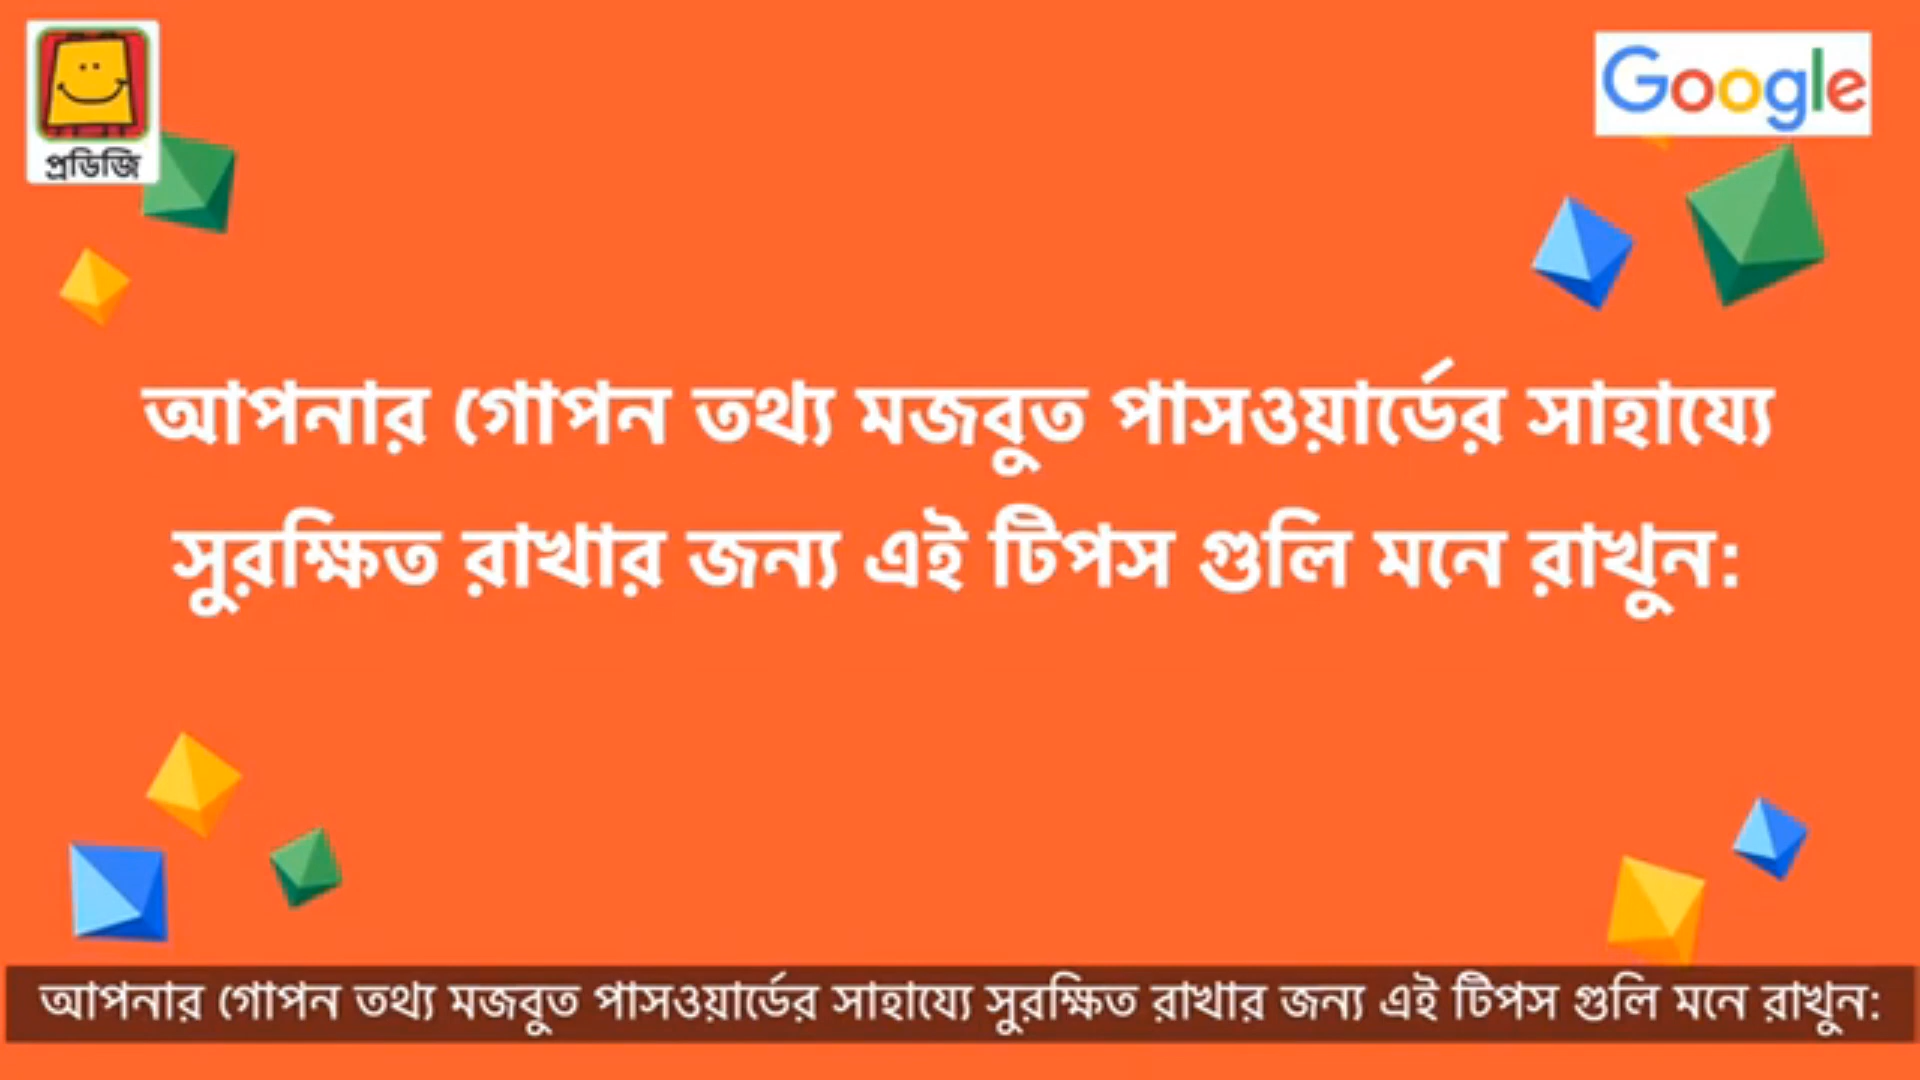 প্রডিজি
Google
আপনার গোপন তথ্য মজবুত পাসওয়ার্ডের সাহায্যে
সুরক্ষিত রাখার জন্য এই টিপস গুলি মনে রাখুন:
আপনার গোপন তথ্য মজবুত পাসওয়ার্ডের সাহায্যে সুরক্ষিত রাখার জন্য এই টিপস গুলি মনে রাখুন: